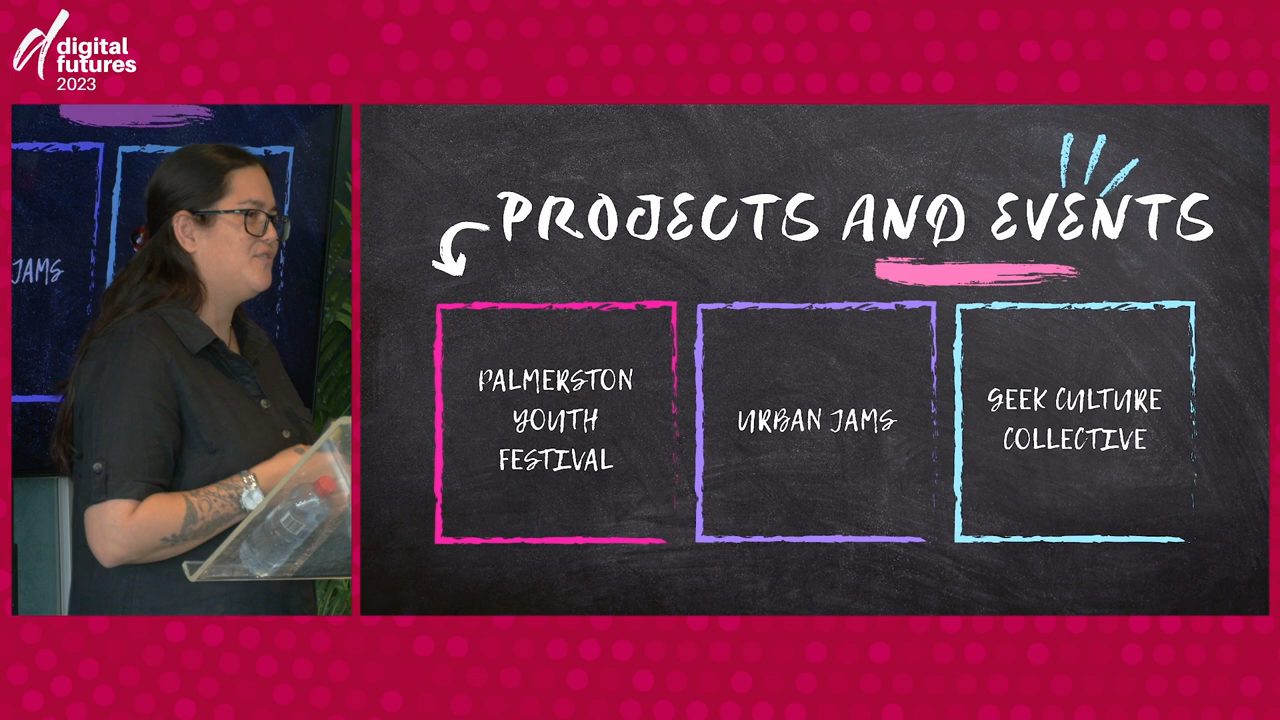 digital
futures
2023
JAMS
PROJECTS AND EVENTS
PALMERSTON
YOUTH
FESTIVAL
URBAN JAMS
GEEK CULTURE
COLLECTIVE